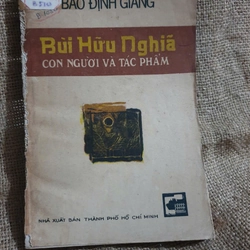 BẢO ĐỊNH GIANG
Bùi Hữu Nghĩa
CON NGƯỜI VÀ TÁC PHẨM
NHÀ XUẤT BẢN THÀNH PHỐ HỒ CHÍ MINH